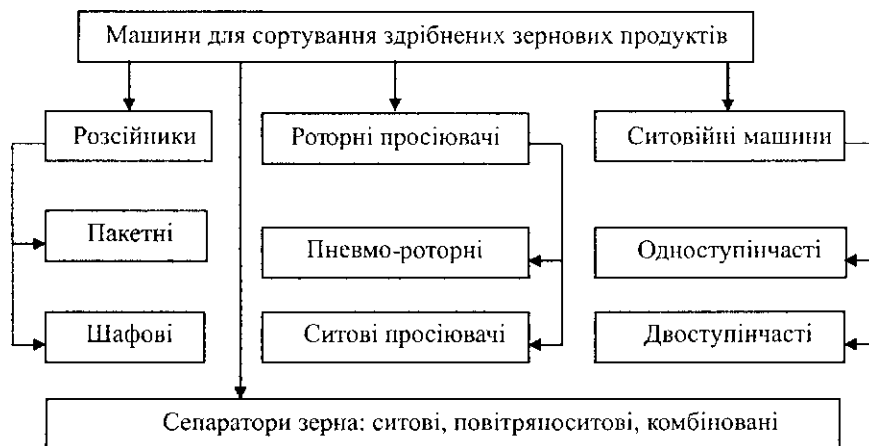 Машини для сортування здрібнених зернових продуктів
Розсійники
Роторні просіювачі
Ситовійні машини
Пакетні
Пневмо-роторні
Одноступінчасті
Шафові
Ситові просіювачі
Двоступінчасті
Сепаратори зерна: ситові, повітряноситові, комбіновані